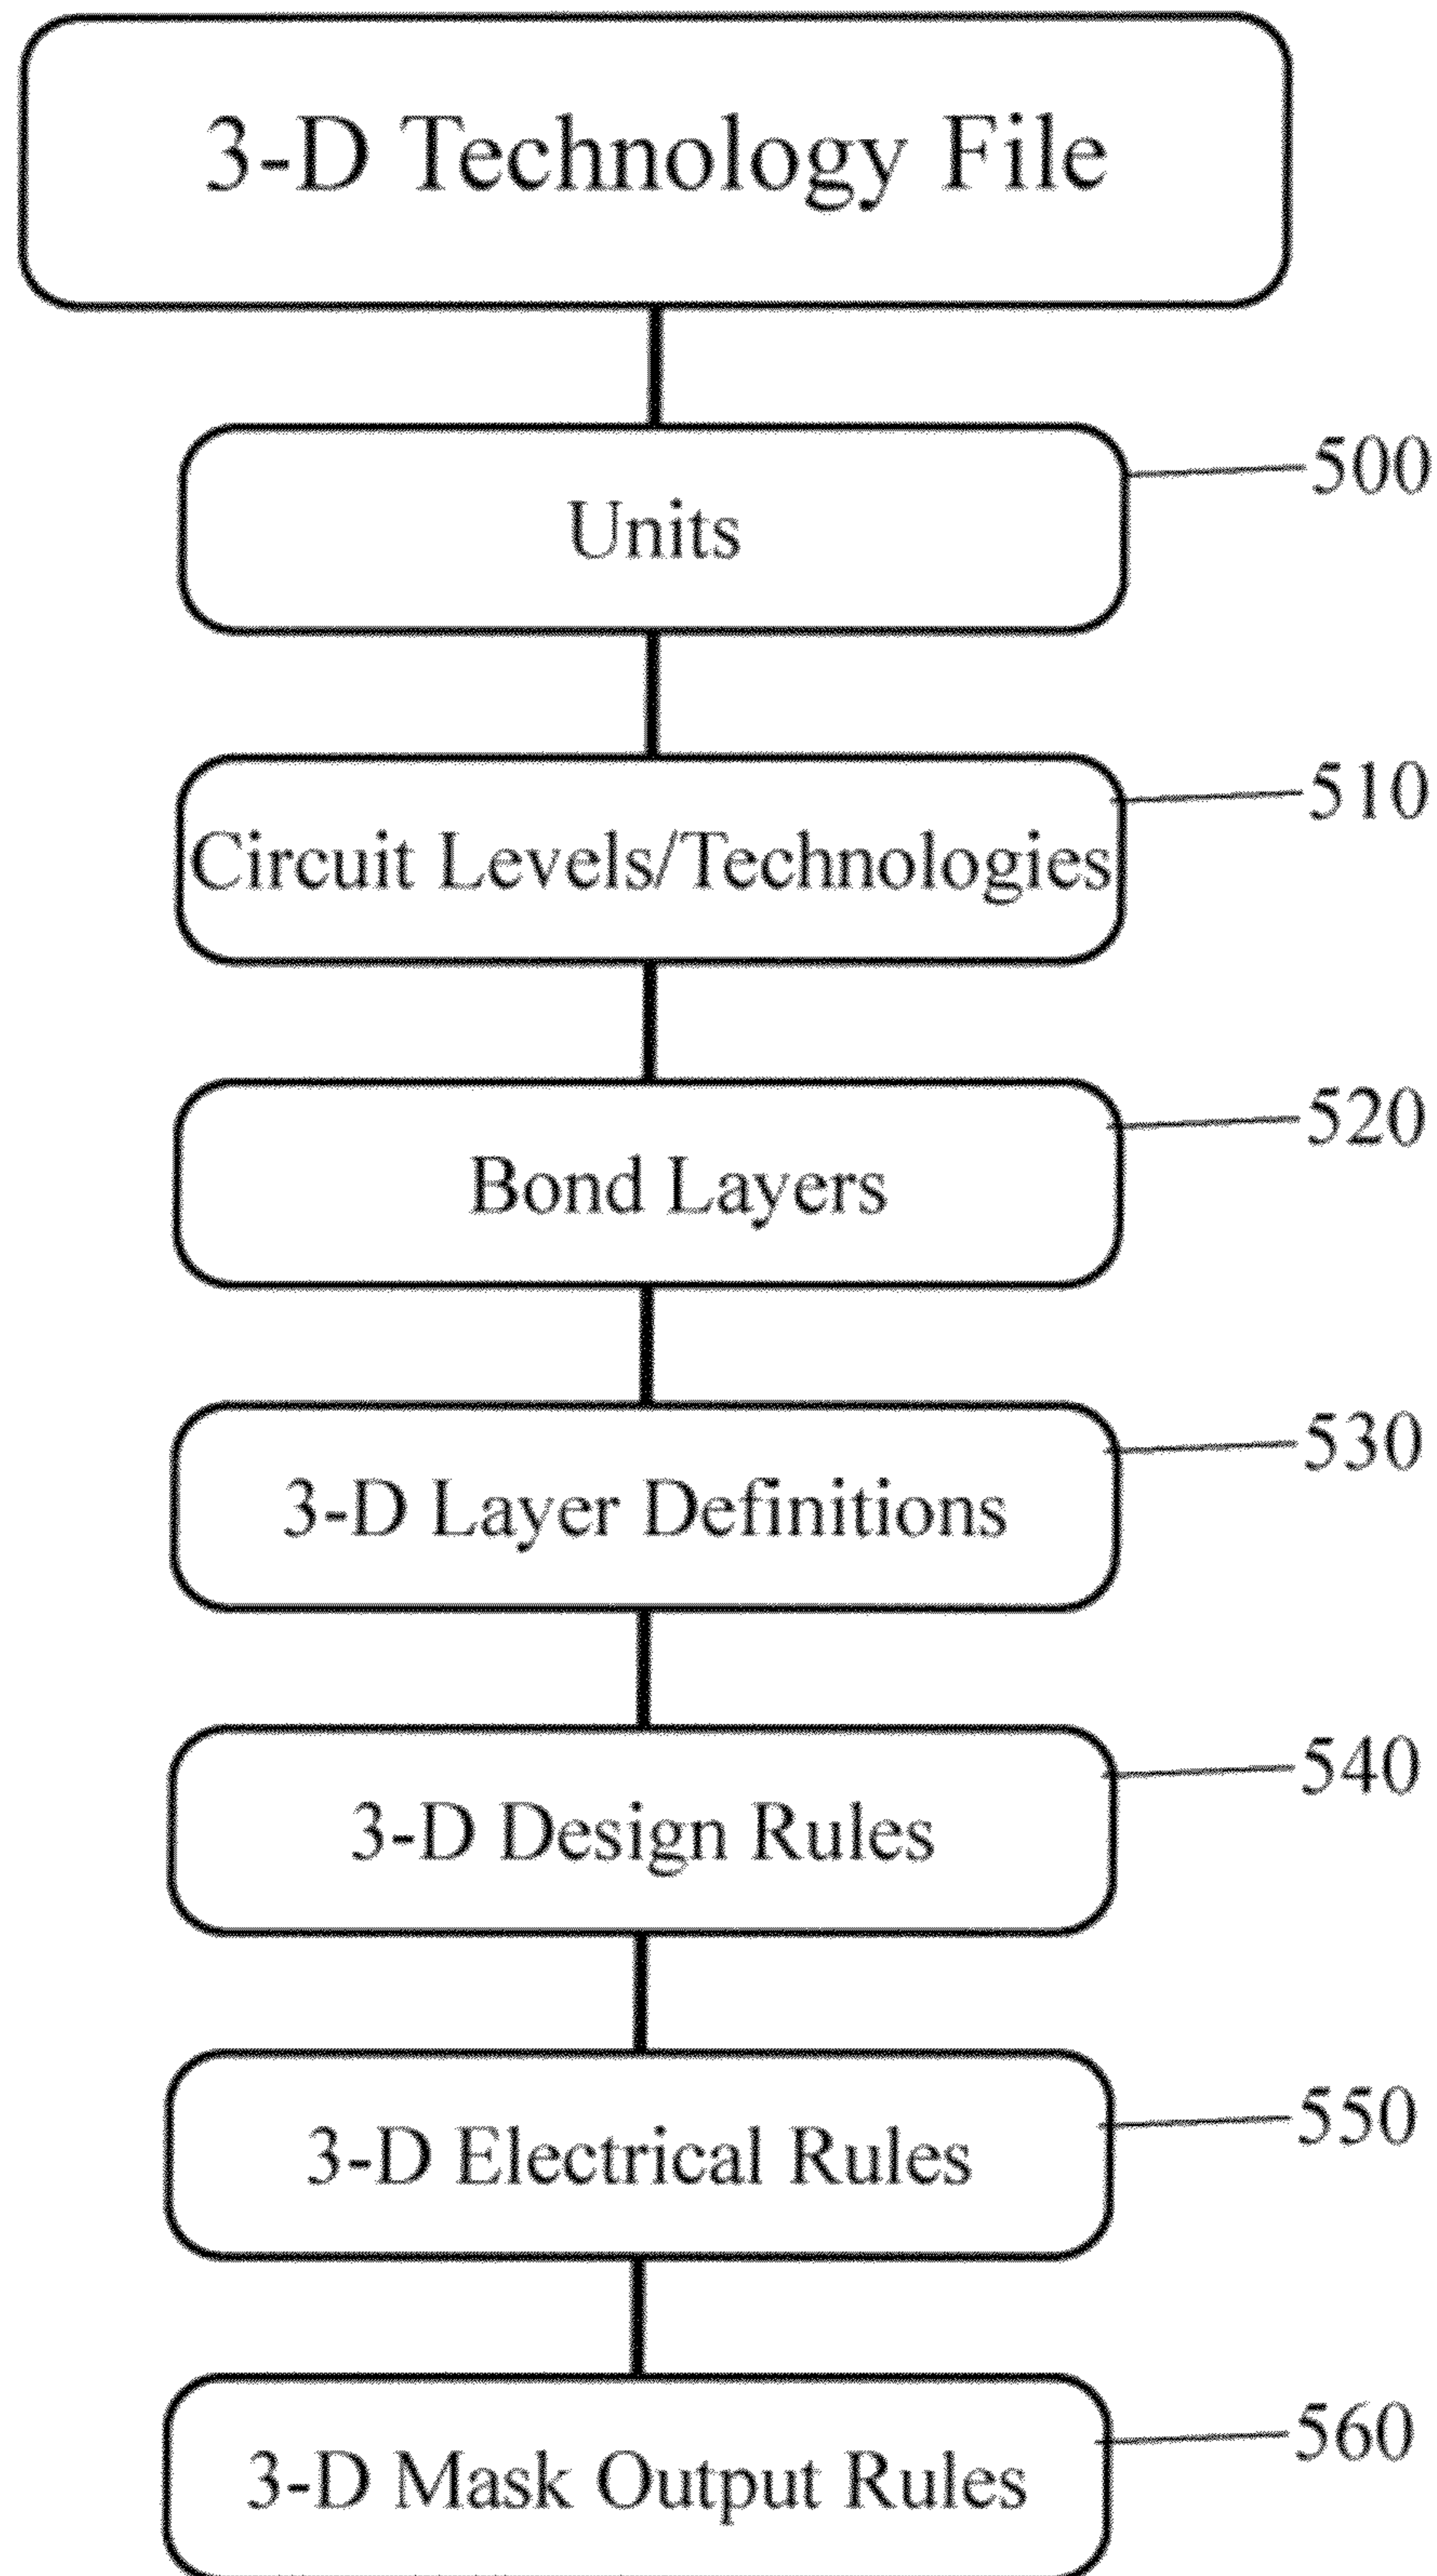 3-D Technology File
Units
500
Circuit Levels/Technologies
510
Bond Layers
520
3-D Layer Definitions
530
3-D Design Rules
540
3-D Electrical Rules
550
3-D Mask Output Rules
560